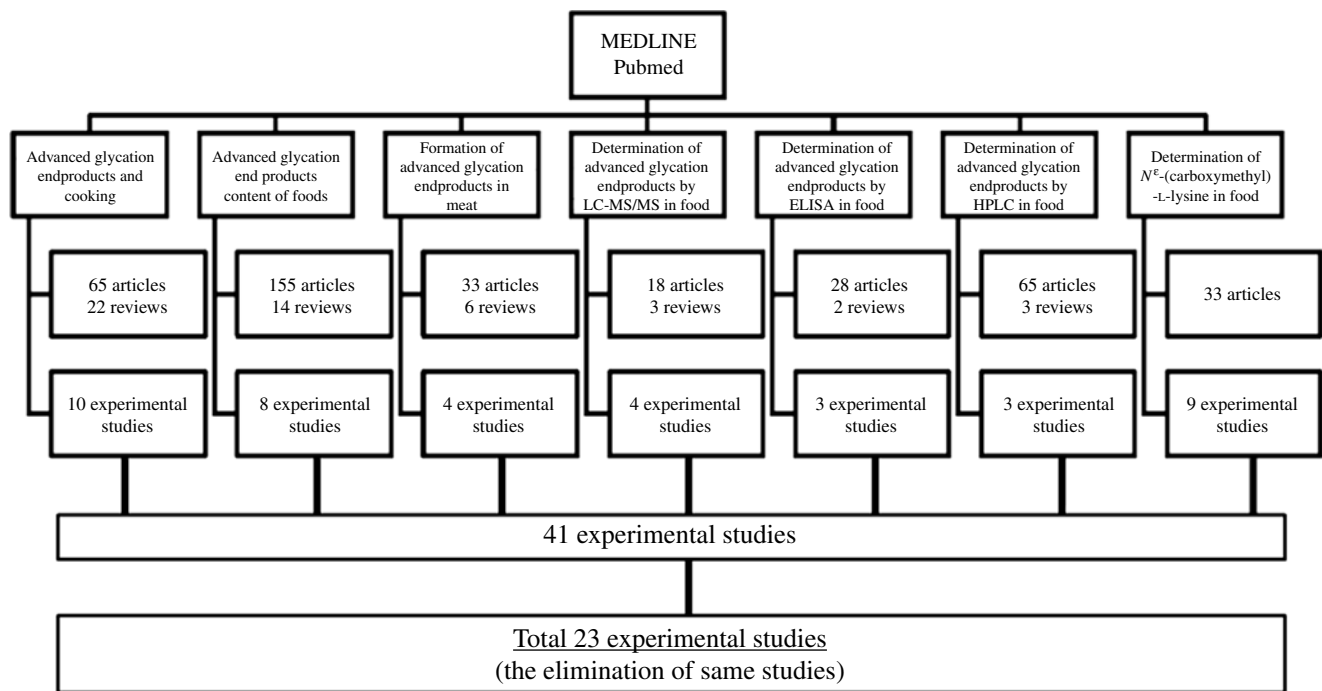 MEDLINE
Pubmed
Advanced glycation
endproducts and
cooking
Advanced glycation
end products
content of foods
Formation of
advanced glycation
endproducts in
meat
Determination of
advanced glycation
endproducts by
LC-MS/MS in food
Determination of
advanced glycation
endproducts by
ELISA in food
Determination of
advanced glycation
endproducts by
HPLC in food
Determination of
Nᵋ-(carboxymethyl)
-L-lysine in food
65 articles
22 reviews
155 articles
14 reviews
33 articles
6 reviews
18 articles
3 reviews
28 articles
2 reviews
65 articles
3 reviews
33 articles
10 experimental
studies
8 experimental
studies
4 experimental
studies
4 experimental
studies
3 experimental
studies
3 experimental
studies
9 experimental
studies
41 experimental studies
Total 23 experimental studies
(the elimination of same studies)